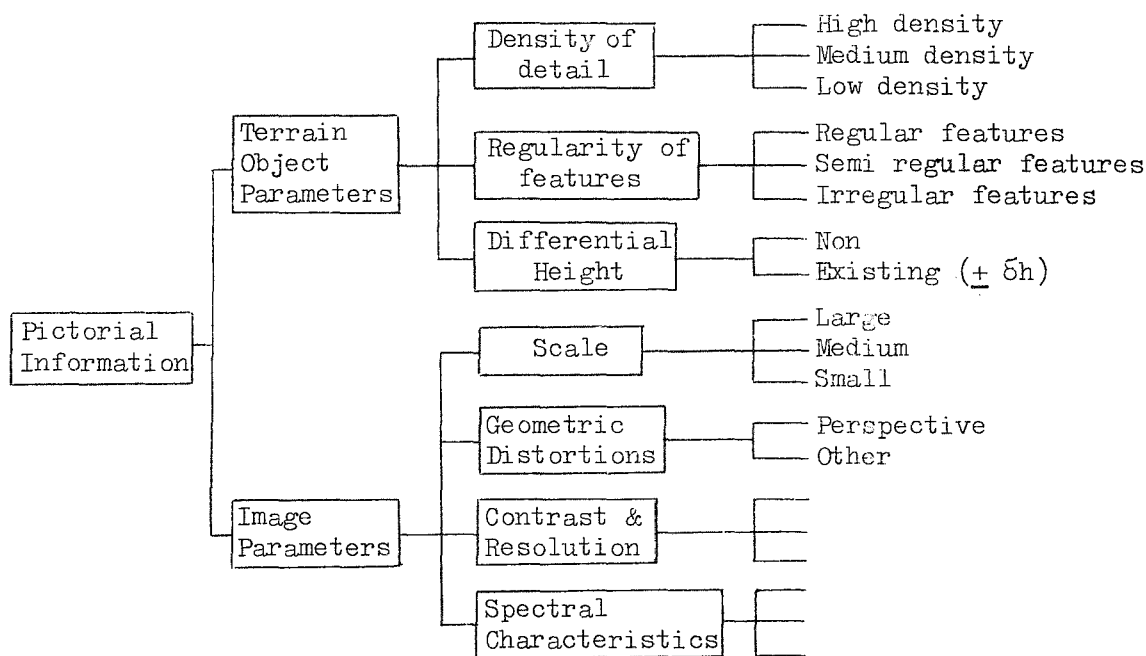 Pictorial
Information
Terrain
Object
Parameters
Density of
detail
High density
Medium density
Low density
Regularity of
features
Regular features
Semi regular features
Irregular features
Differential
Height
Non
Existing (± δh)
Image
Parameters
Scale
Large
Medium
Small
Geometric
Distortions
Perspective
Other
Contrast &
Resolution
Spectral
Characteristics